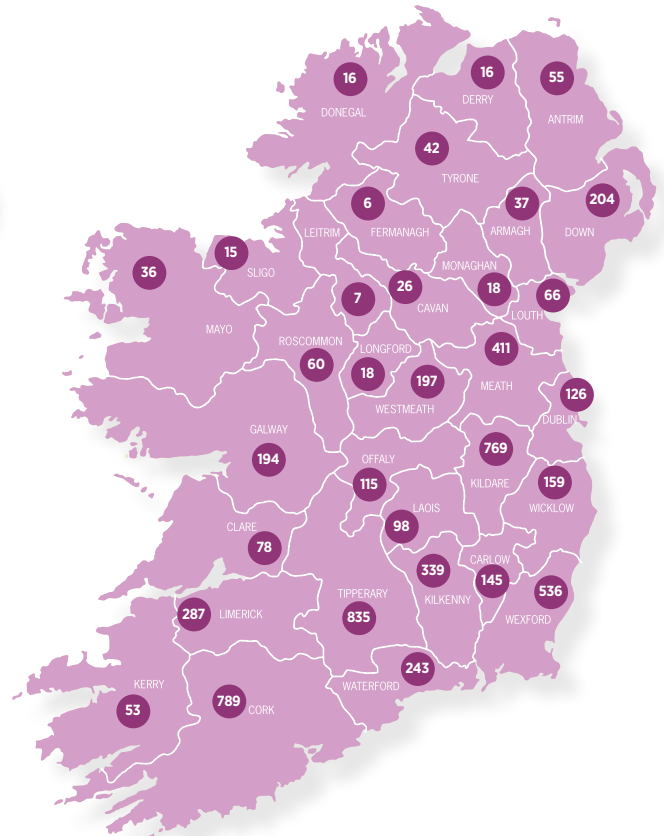 16
DONEGAL
16
DERRY
55
ANTRIM
42
TYRONE
6
FERMANAGH
37
ARMAGH
204
DOWN
LEITRIM
36
MAYO
15
SLIGO
7
26
CAVAN
MONAGHAN
18
66
LOUTH
ROSCOMMON
60
LONGFORD
18
197
WESTMEATH
411
MEATH
126
DUBLIN
GALWAY
194
OFFALY
115
769
KILDARE
159
WICKLOW
LAOIS
98
CLARE
78
339
KILKENNY
CARLOW
145
536
WEXFORD
TIPPERARY
835
287
LIMERICK
243
WATERFORD
KERRY
53
789
CORK